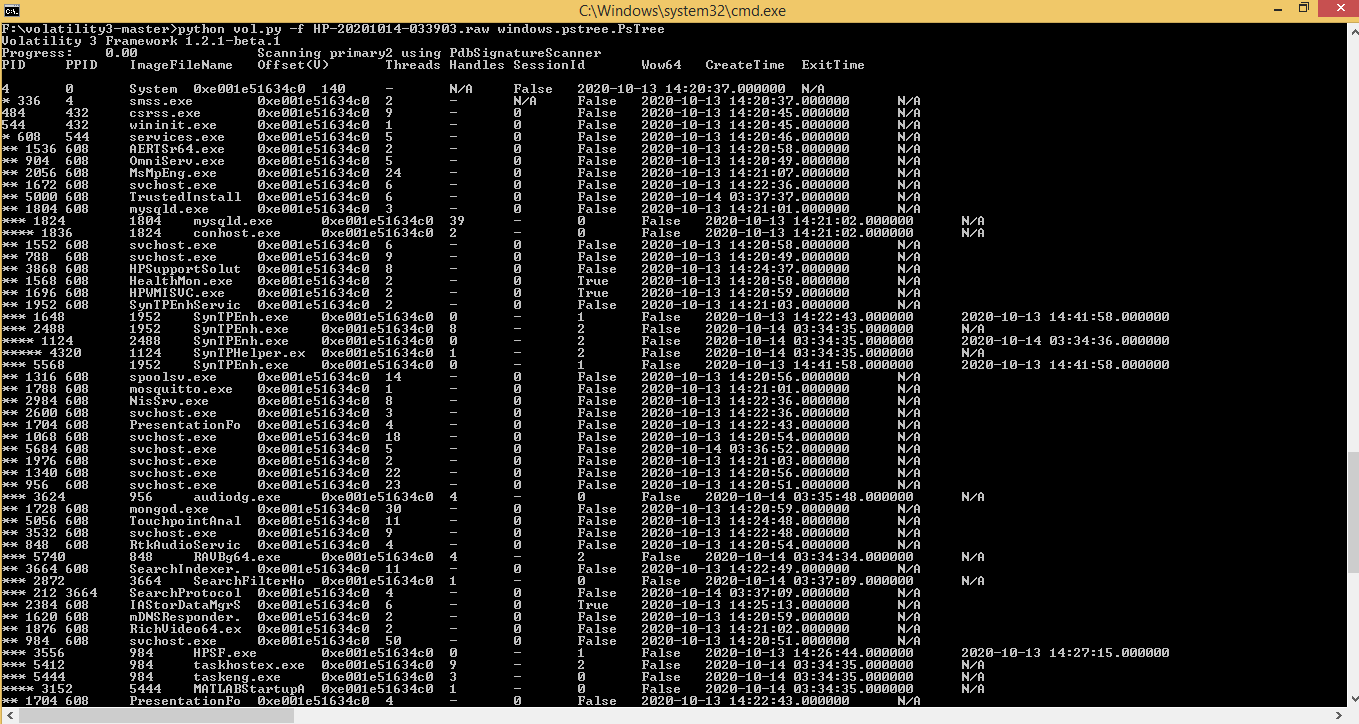 C:\Windows\system32\cmd.exe
F:\volatility3-master>python vol.py -f HP-20201014-033903.raw windows.pstree.PsTree
Volatility 3 Framework 1.2.1-beta.1
Progress:    0.00               Scanning primary2 using PdbSignatureScanner
PID     PPID    ImageFileName   Offset(V)       Threads Handles SessionId       Wow64   CreateTime  ExitTime
4       0       System  0xe001e51634c0  140     -       N/A     False   2020-10-13 14:20:37.000000  N/A
* 336   4       smss.exe        0xe001e51634c0  2       -       N/A     False   2020-10-13 14:20:37.000000      N/A
484     432     csrss.exe       0xe001e51634c0  9       -       0       False   2020-10-13 14:20:45.000000      N/A
544     432     wininit.exe     0xe001e51634c0  1       -       0       False   2020-10-13 14:20:45.000000      N/A
* 608   544     services.exe    0xe001e51634c0  5       -       0       False   2020-10-13 14:20:46.000000      N/A
** 1536 608     AERTSr64.exe    0xe001e51634c0  2       -       0       False   2020-10-13 14:20:58.000000      N/A
** 904  608     OmniServ.exe    0xe001e51634c0  5       -       0       False   2020-10-13 14:20:49.000000      N/A
** 2056 608     MsMpEng.exe     0xe001e51634c0  24      -       0       False   2020-10-13 14:21:07.000000      N/A
** 1672 608     svchost.exe     0xe001e51634c0  6       -       0       False   2020-10-13 14:22:36.000000      N/A
** 5000 608     TrustedInstall  0xe001e51634c0  6       -       0       False   2020-10-14 03:37:37.000000      N/A
** 1804 608     mysqld.exe      0xe001e51634c0  3       -       0       False   2020-10-13 14:21:01.000000      N/A
*** 1824        1804    mysqld.exe      0xe001e51634c0  39      -       0       False   2020-10-13 14:21:02.000000      N/A
**** 1836       1824    conhost.exe     0xe001e51634c0  2       -       0       False   2020-10-13 14:21:02.000000      N/A
** 1552 608     svchost.exe     0xe001e51634c0  6       -       0       False   2020-10-13 14:20:58.000000      N/A
** 788  608     svchost.exe     0xe001e51634c0  9       -       0       False   2020-10-13 14:20:49.000000      N/A
** 3868 608     HPSupportSolut  0xe001e51634c0  8       -       0       False   2020-10-13 14:24:37.000000      N/A
** 1568 608     HealthMon.exe   0xe001e51634c0  2       -       0       True    2020-10-13 14:20:58.000000      N/A
** 1696 608     HPWMISVC.exe    0xe001e51634c0  2       -       0       True    2020-10-13 14:20:59.000000      N/A
** 1952 608     SynTPEnhServic  0xe001e51634c0  2       -       0       False   2020-10-13 14:21:03.000000      N/A
*** 1648        1952    SynTPEnh.exe    0xe001e51634c0  0       -       1       False   2020-10-13 14:22:43.000000      2020-10-13 14:41:58.000000
*** 2488        1952    SynTPEnh.exe    0xe001e51634c0  8       -       2       False   2020-10-14 03:34:35.000000      N/A
**** 1124       2488    SynTPEnh.exe    0xe001e51634c0  0       -       2       False   2020-10-14 03:34:35.000000      2020-10-14 03:34:36.000000
***** 4320      1124    SynTPHelper.ex  0xe001e51634c0  1       -       2       False   2020-10-14 03:34:35.000000      N/A
*** 5568        1952    SynTPEnh.exe    0xe001e51634c0  0       -       1       False   2020-10-13 14:41:58.000000      2020-10-13 14:41:58.000000
** 1316 608     spoolsv.exe     0xe001e51634c0  14      -       0       False   2020-10-13 14:20:56.000000      N/A
** 1788 608     mosquitto.exe   0xe001e51634c0  1       -       0       False   2020-10-13 14:21:01.000000      N/A
** 2984 608     NisSrv.exe      0xe001e51634c0  8       -       0       False   2020-10-13 14:22:36.000000      N/A
** 2600 608     svchost.exe     0xe001e51634c0  3       -       0       False   2020-10-13 14:22:36.000000      N/A
** 1704 608     PresentationFo  0xe001e51634c0  4       -       0       False   2020-10-13 14:22:43.000000      N/A
** 1068 608     svchost.exe     0xe001e51634c0  18      -       0       False   2020-10-13 14:20:54.000000      N/A
** 5684 608     svchost.exe     0xe001e51634c0  5       -       0       False   2020-10-14 03:36:52.000000      N/A
** 1976 608     svchost.exe     0xe001e51634c0  2       -       0       False   2020-10-13 14:21:03.000000      N/A
** 1340 608     svchost.exe     0xe001e51634c0  22      -       0       False   2020-10-13 14:20:56.000000      N/A
** 956  608     svchost.exe     0xe001e51634c0  23      -       0       False   2020-10-13 14:20:51.000000      N/A
*** 3624        956     audiodg.exe     0xe001e51634c0  4       -       0       False   2020-10-14 03:35:48.000000      N/A
** 1728 608     mongod.exe      0xe001e51634c0  30      -       0       False   2020-10-13 14:20:59.000000      N/A
** 5056 608     TouchpointAnal  0xe001e51634c0  11      -       0       False   2020-10-13 14:24:48.000000      N/A
** 3532 608     svchost.exe     0xe001e51634c0  9       -       0       False   2020-10-13 14:22:48.000000      N/A
** 848  608     RtkAudioServic  0xe001e51634c0  4       -       0       False   2020-10-13 14:20:54.000000      N/A
*** 5740        848     RAVBg64.exe     0xe001e51634c0  4       -       2       False   2020-10-14 03:34:34.000000      N/A
** 3664 608     SearchIndexer.  0xe001e51634c0  11      -       0       False   2020-10-13 14:22:49.000000      N/A
*** 2872        3664    SearchFilterHo  0xe001e51634c0  1       -       0       False   2020-10-14 03:37:09.000000      N/A
*** 212 3664    SearchProtocol  0xe001e51634c0  4       -       0       False   2020-10-14 03:37:09.000000      N/A
** 2384 608     IAStorDataMgrS  0xe001e51634c0  6       -       0       True    2020-10-13 14:25:13.000000      N/A
** 1620 608     mDNSResponder.  0xe001e51634c0  2       -       0       False   2020-10-13 14:20:59.000000      N/A
** 1876 608     RichVideo64.ex  0xe001e51634c0  2       -       0       False   2020-10-13 14:21:02.000000      N/A
** 984  608     svchost.exe     0xe001e51634c0  50      -       0       False   2020-10-13 14:20:51.000000      N/A
*** 3556        984     HPSF.exe        0xe001e51634c0  0       -       1       False   2020-10-13 14:26:44.000000      2020-10-13 14:27:15.000000
*** 5412        984     taskhostex.exe  0xe001e51634c0  9       -       2       False   2020-10-14 03:34:35.000000      N/A
*** 5444        984     taskeng.exe     0xe001e51634c0  3       -       0       False   2020-10-14 03:34:35.000000      N/A
**** 3152       5444    MATLABStartupA  0xe001e51634c0  1       -       0       False   2020-10-14 03:34:35.000000      N/A
** 1704 608     PresentationFo  0xe001e51634c0  4       -       0       False   2020-10-13 14:22:43.000000      N/A